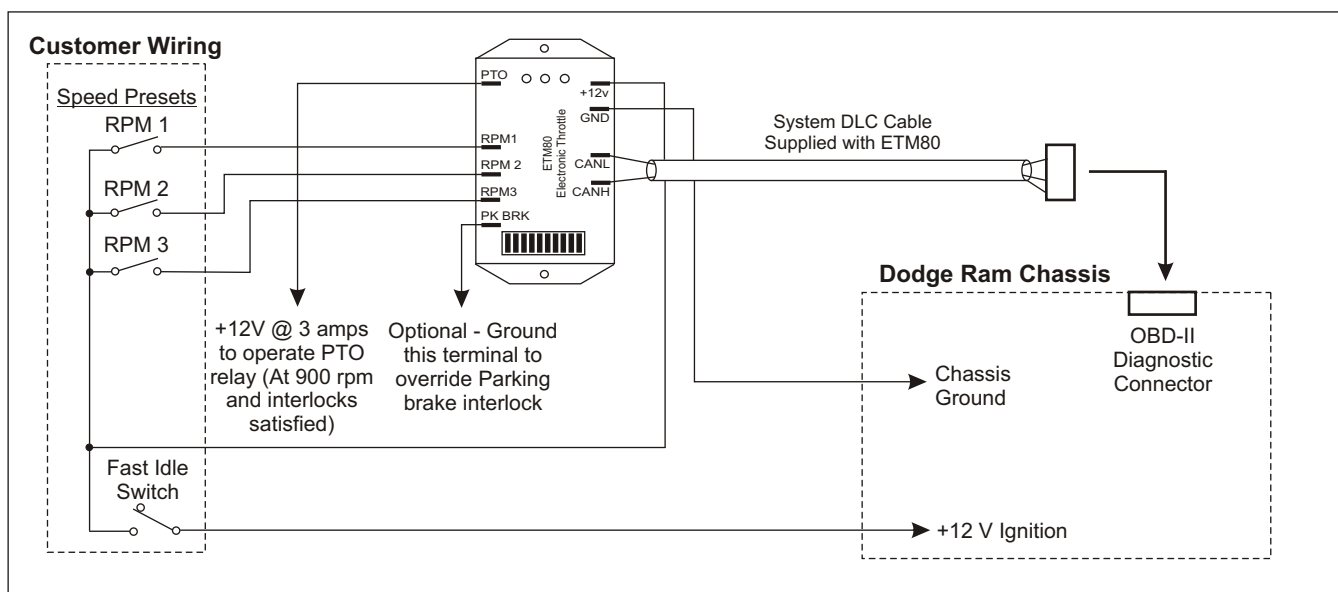 Customer Wiring
Speed Presets
RPM 1
RPM 2
RPM 3
Fast Idle
Switch
PTO
RPM1
RPM 2
RPM3
PK BRK
ETM80
Electronic Throttle
+12v
GND
CANL
CANH
+12V @ 3 amps
to operate PTO
relay (At 900 rpm
and interlocks
satisfied)
Optional - Ground
this terminal to
override Parking
brake interlock
System DLC Cable
Supplied with ETM80
Dodge Ram Chassis
OBD-II
Diagnostic
Connector
Chassis
Ground
+12 V Ignition